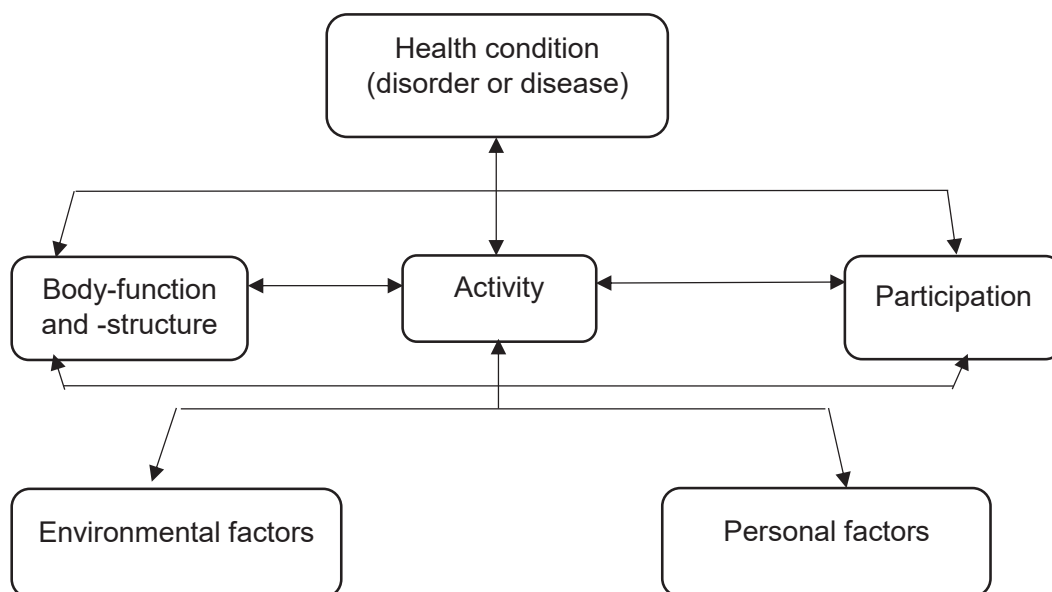 Health condition
(disorder or disease)
Body-function
and -structure
Activity
Participation
Environmental factors
Personal factors